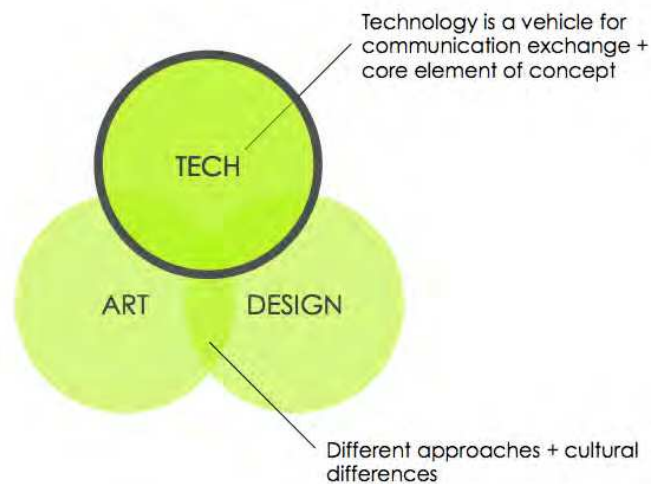 Technology is a vehicle for
communication exchange +
core element of concept
TECH
ART
DESIGN
Different approaches + cultural
differences